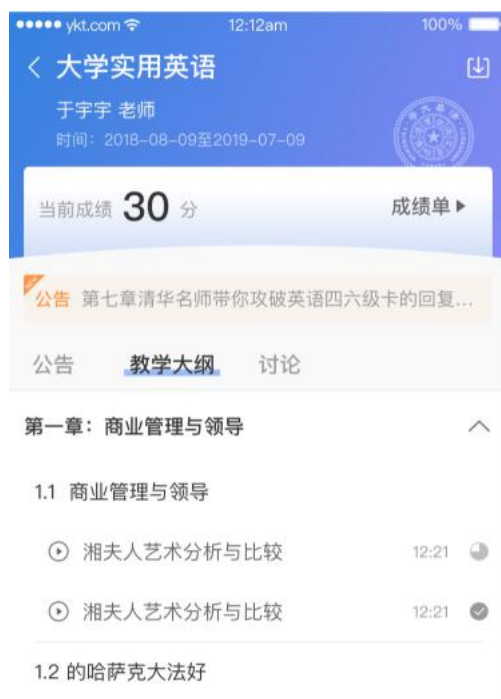 ykt.com 12:12am 100%
大学实用英语
于宇宇 老师
时间：2018-08-09至2019-07-09
当前成绩 30 分 成绩单
公告 第七章清华名师带你攻破英语四六级卡的回复...
公告 教学大纲 讨论
第一章：商业管理与领导
1.1 商业管理与领导
湘夫人艺术分析与比较 12:21
湘夫人艺术分析与比较 12:21
1.2 的哈萨克大法好